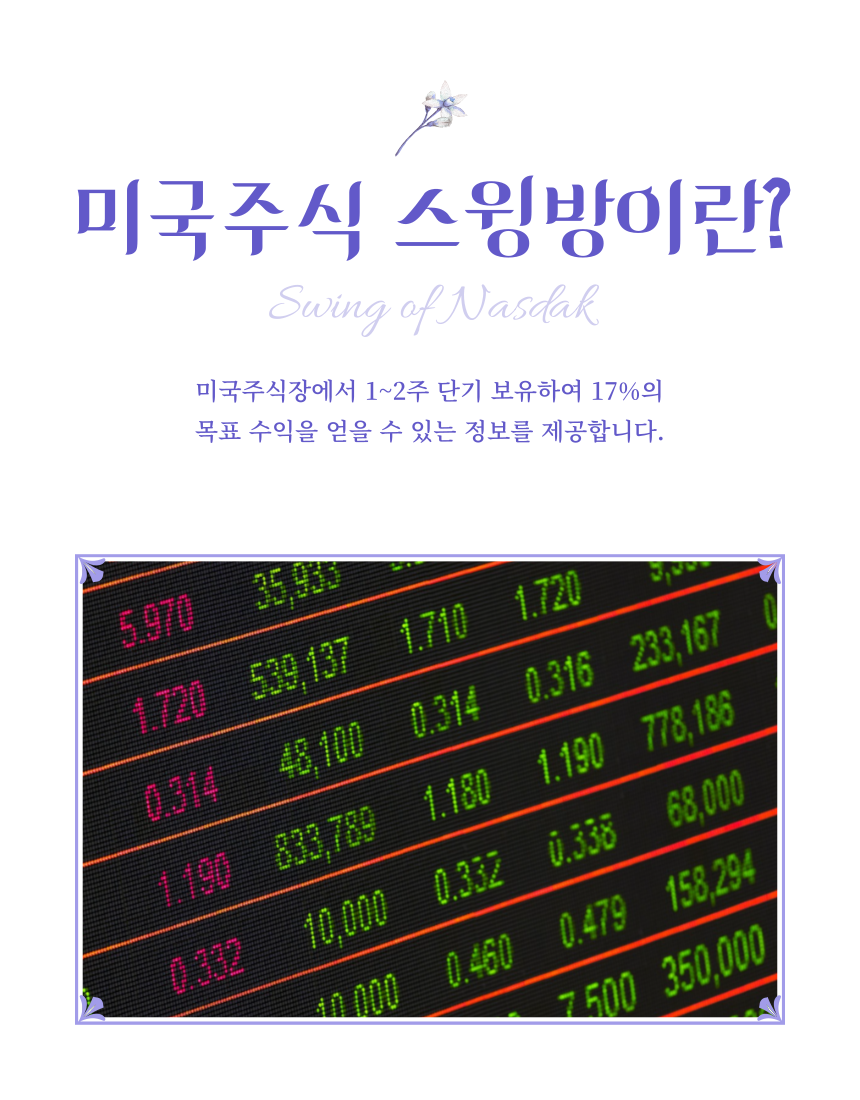 미국주식 스윙방이란?
Swing of Nasdak
미국주식장에서 1~2주 단기 보유하여 17%의
목표 수익을 얻을 수 있는 정보를 제공합니다.
35,933
5.970 539,137 1.710 1.720
1.720 48,100 0.314 0.316 233,167
0.314 833,789 1.180 1.190 778,186
1.190 10,000 0.332 0.338 68,000
0.332 10,000 0.460 0.479 158,294
7,500 350,000